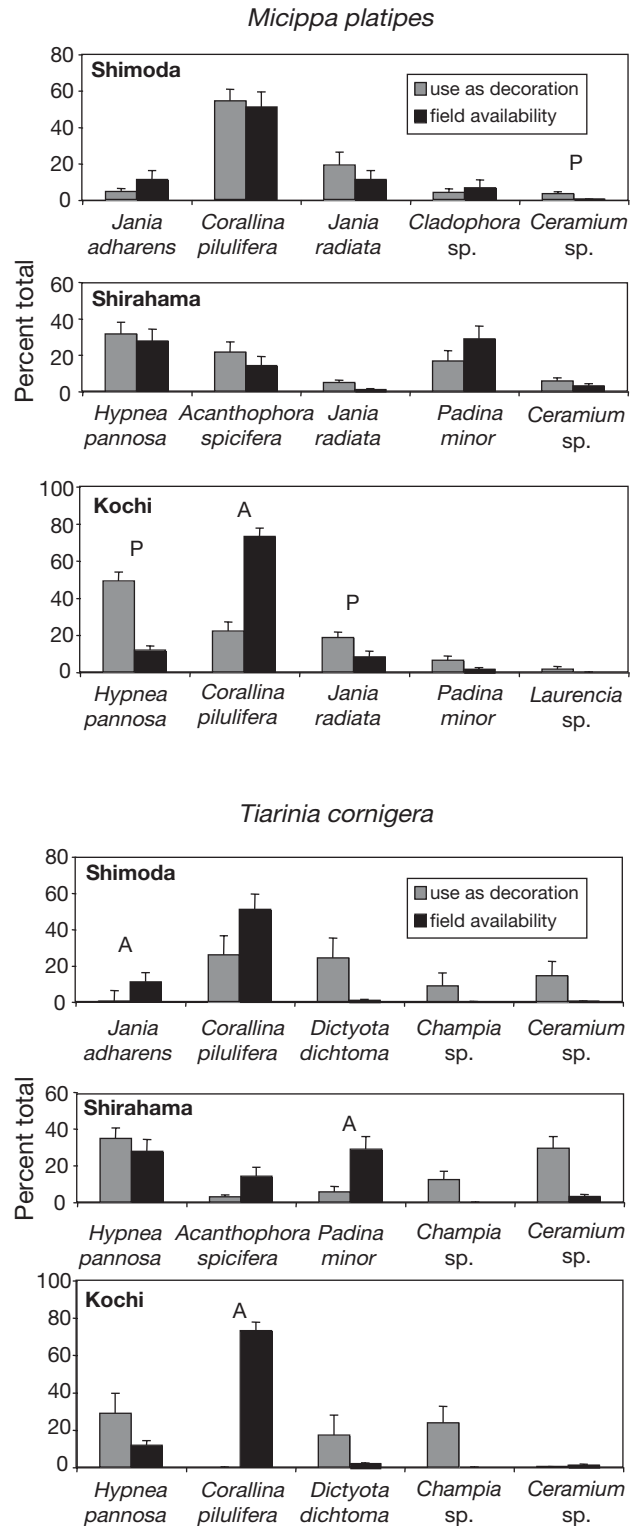 Micippa platipes
80
Shimoda
60
40
20
0
use as decoration
field availability
P
Jania adharens
Corallina pilulifera
Jania radiata
Cladophora sp.
Ceramium sp.
Percent total
60
Shirahama
40
20
0
Hypnea pannosa
Acanthophora spicifera
Jania radiata
Padina minor
Ceramium sp.
100
Kochi
80
60
40
20
0
P
A
P
Hypnea pannosa
Corallina pilulifera
Jania radiata
Padina minor
Laurencia sp.
Tiarinia cornigera
80
Shimoda
60
40
20
0
use as decoration
field availability
A
Jania adharens
Corallina pilulifera
Dictyota dichtoma
Champia sp.
Ceramium sp.
Percent total
60
Shirahama
40
20
0
A
Hypnea pannosa
Acanthophora spicifera
Padina minor
Champia sp.
Ceramium sp.
100
Kochi
80
60
40
20
0
A
Hypnea pannosa
Corallina pilulifera
Dictyota dichtoma
Champia sp.
Ceramium sp.